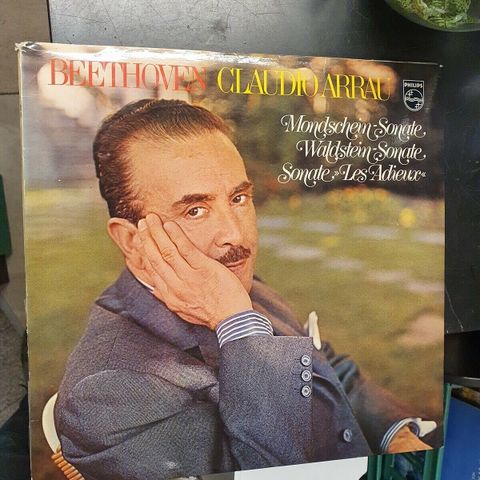 BEETHOVEN CLAUDIO ARRAU
PHILIPS
Mondschein-Sonate
Waldstein-Sonate
Sonate »Les Adieux«